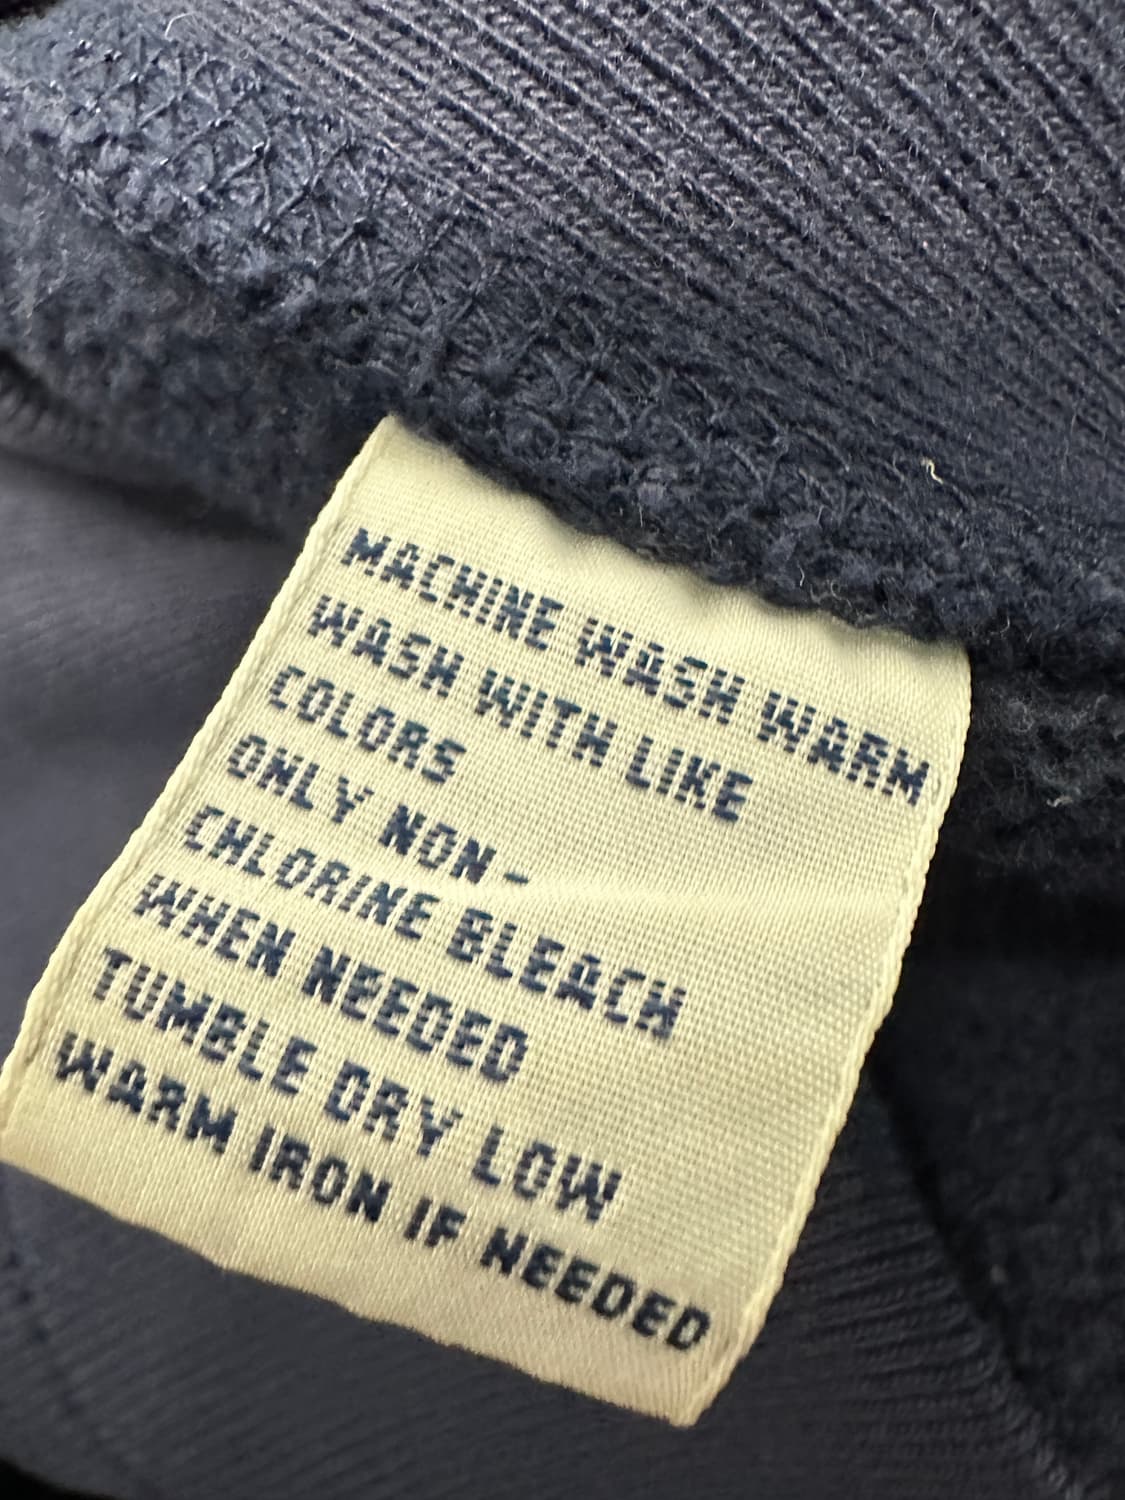 MACHINE WASH WARM
WASH WITH LIKE
COLORS
ONLY NON-
CHLORINE BLEACH
WHEN NEEDED
TUMBLE DRY LOW
WARM IRON IF NEEDED